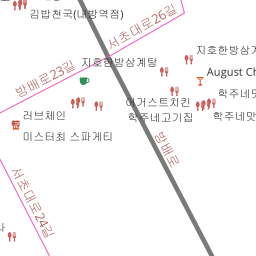 김밥천국(내방역점)
서초대로26길
지호한방삼계탕
지호한방삼계
방배로23길
August Ch
어거스트치킨
학주네맛
러브체인
학주네고기집
학주네맛
미스터최 스파게티
방배로
서초대로24길